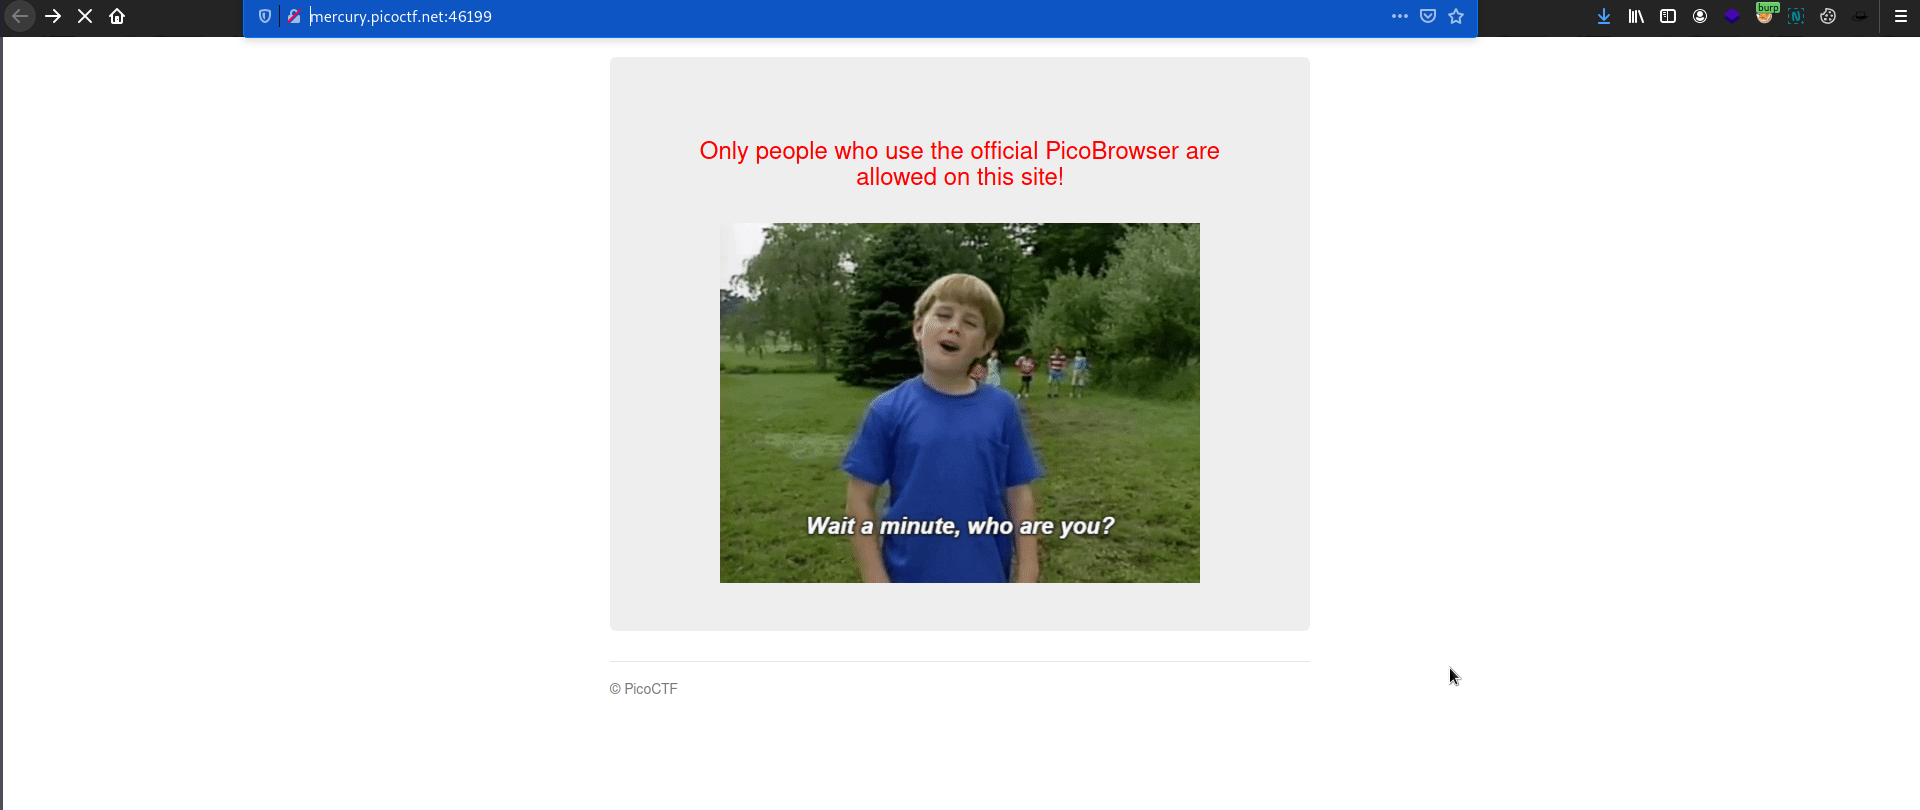 mercury.picoctf.net:46199
burp
N
Only people who use the official PicoBrowser are
allowed on this site!
Wait a minute, who are you?
© PicoCTF